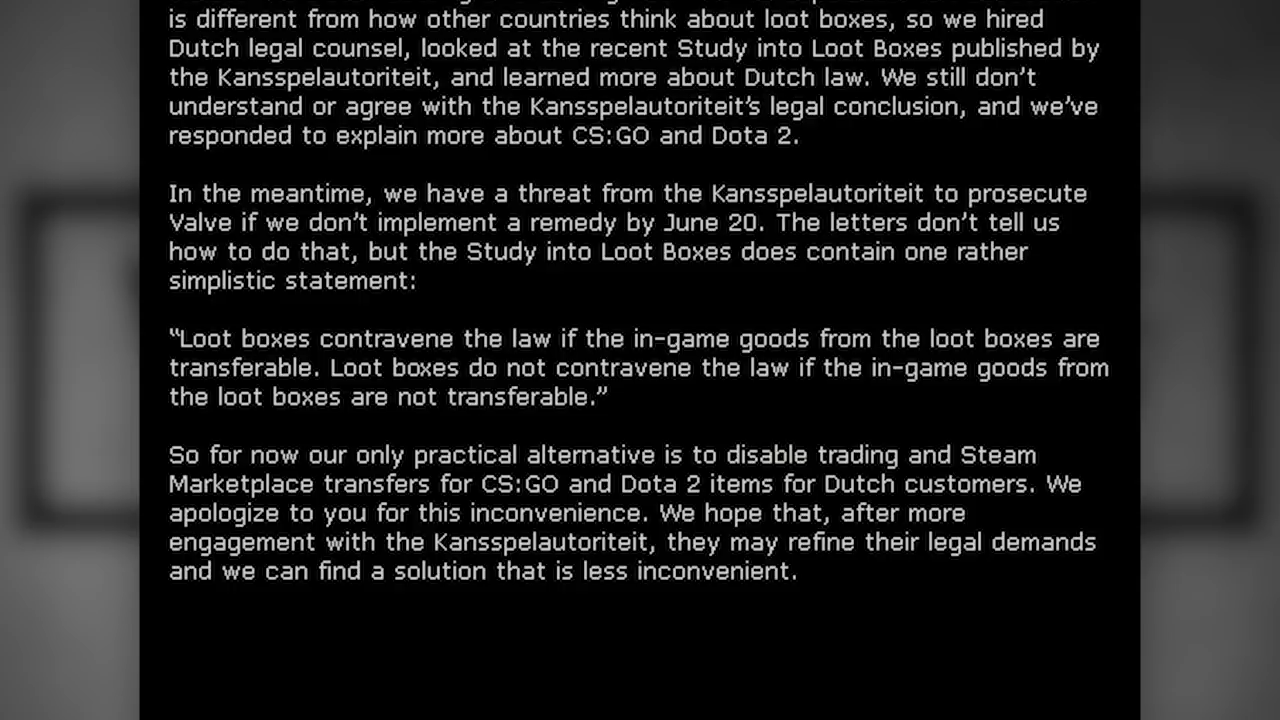 is different from how other countries think about loot boxes, so we hired
Dutch legal counsel, looked at the recent Study into Loot Boxes published by
the Kansspelautoriteit, and learned more about Dutch law. We still don’t
understand or agree with the Kansspelautoriteit’s legal conclusion, and we’ve
responded to explain more about CS:GO and Dota 2.
In the meantime, we have a threat from the Kansspelautoriteit to prosecute
Valve if we don’t implement a remedy by June 20. The letters don’t tell us
how to do that, but the Study into Loot Boxes does contain one rather
simplistic statement:
“Loot boxes contravene the law if the in-game goods from the loot boxes are
transferable. Loot boxes do not contravene the law if the in-game goods from
the loot boxes are not transferable.”
So for now our only practical alternative is to disable trading and Steam
Marketplace transfers for CS:GO and Dota 2 items for Dutch customers. We
apologize to you for this inconvenience. We hope that, after more
engagement with the Kansspelautoriteit, they may refine their legal demands
and we can find a solution that is less inconvenient.